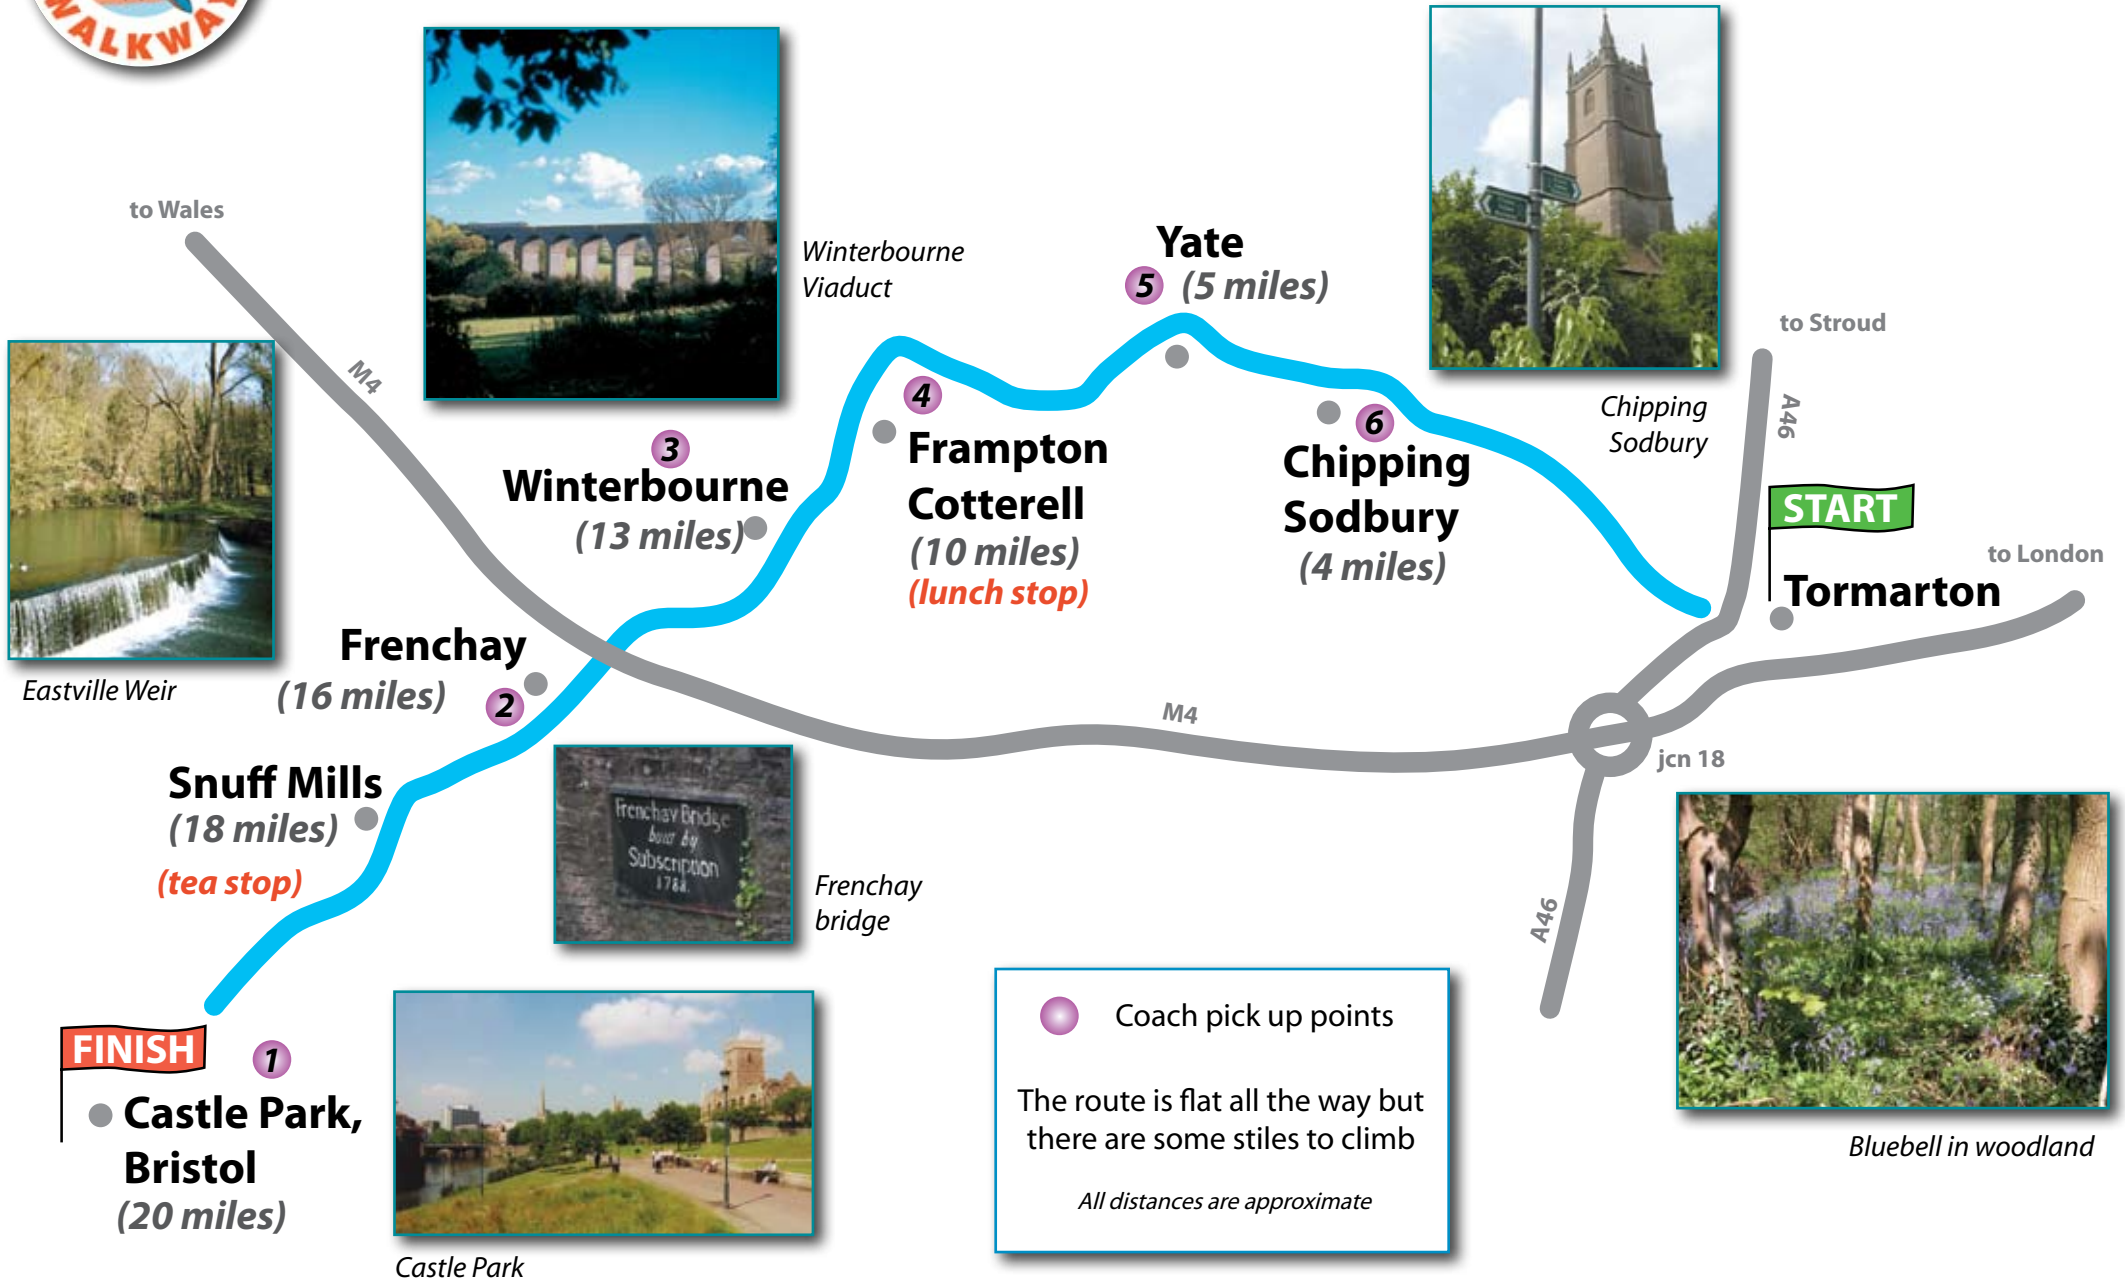 WALKWAY
to Wales
M4
Winterbourne
Viaduct
Yate
5
(5 miles)
to Stroud
A46
Chipping
Sodbury
4
Frampton
Cotterell
(10 miles)
(lunch stop)
6
Chipping
Sodbury
(4 miles)
START
Tormarton
to London
3
Winterbourne
(13 miles)
Eastville Weir
Frenchay
(16 miles)
2
M4
jcn 18
A46
Snuff Mills
(18 miles)
(tea stop)
Frenchay Bridge
built by
Subscription
1788.
Frenchay
bridge
FINISH
1
Castle Park,
Bristol
(20 miles)
Castle Park
Coach pick up points
The route is flat all the way but
there are some stiles to climb
All distances are approximate
Bluebell in woodland